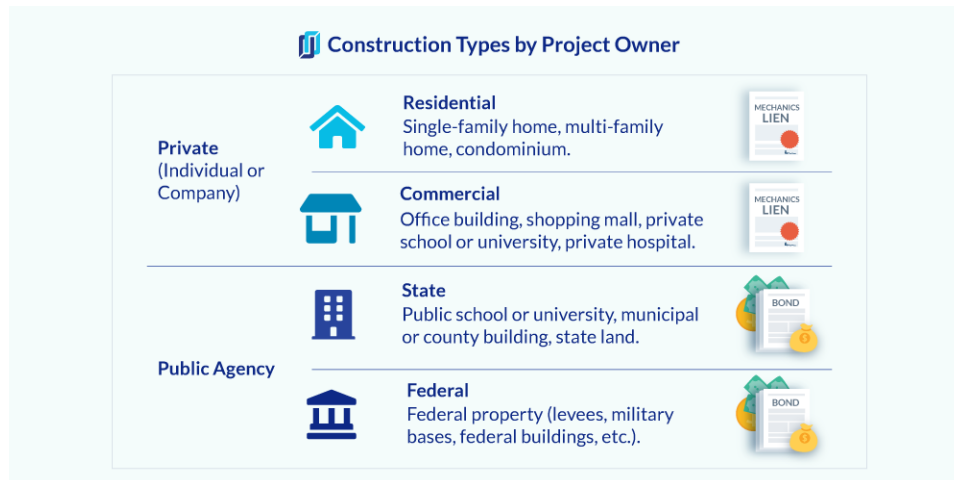 Construction Types by Project Owner
Private
(Individual or
Company)
Residential
Single-family home, multi-family
home, condominium.
MECHANICS
LIEN
Commercial
Office building, shopping mall, private
school or university, private hospital.
MECHANICS
LIEN
Public Agency
State
Public school or university, municipal
or county building, state land.
BOND
Federal
Federal property (levees, military
bases, federal buildings, etc.).
BOND